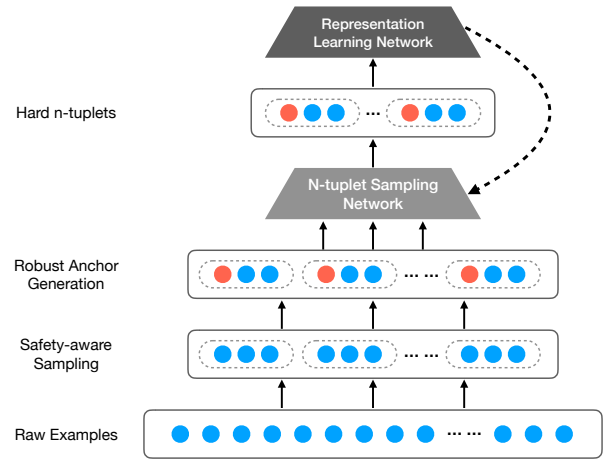 Representation
Learning Network
Hard n-tuplets
...
N-tuplet Sampling
Network
Robust Anchor
Generation
... ...
Safety-aware
Sampling
... ...
Raw Examples
... ...